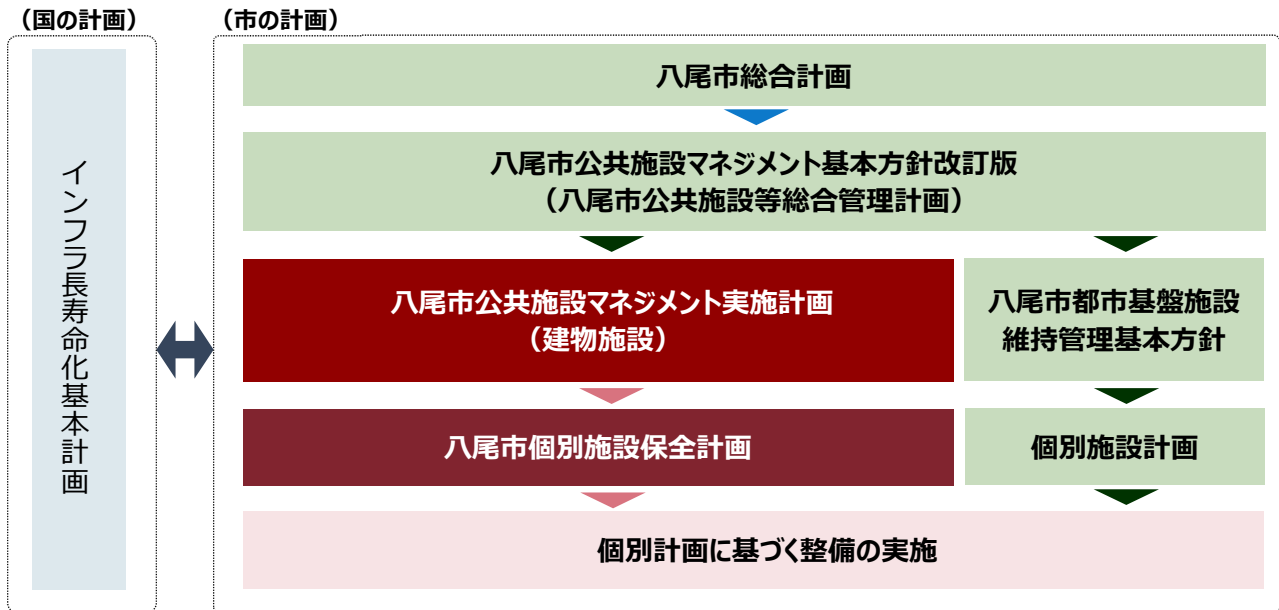 （国の計画）
（市の計画）
インフラ長寿命化基本計画
八尾市総合計画
八尾市公共施設マネジメント基本方針改訂版
（八尾市公共施設等総合管理計画）
八尾市公共施設マネジメント実施計画
（建物施設）
八尾市都市基盤施設
維持管理基本方針
八尾市個別施設保全計画
個別施設計画
個別計画に基づく整備の実施